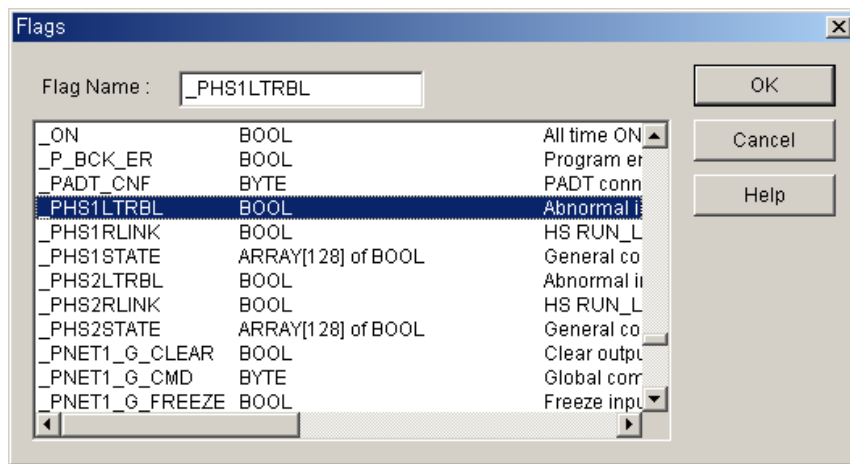 Flags
Flag Name : _PHS1LTRBL OK
Cancel
Help
_ON BOOL All time ON
_P_BCK_ER BOOL Program er
_PADT_CNF BYTE PADT conn
_PHS1LTRBL BOOL Abnormal i
_PHS1RLINK BOOL HS RUN_L
_PHS1STATE ARRAY[128] of BOOL General co
_PHS2LTRBL BOOL Abnormal i
_PHS2RLINK BOOL HS RUN_L
_PHS2STATE ARRAY[128] of BOOL General co
_PNET1_G_CLEAR BOOL Clear outpu
_PNET1_G_CMD BYTE Global com
_PNET1_G_FREEZE BOOL Freeze inpu